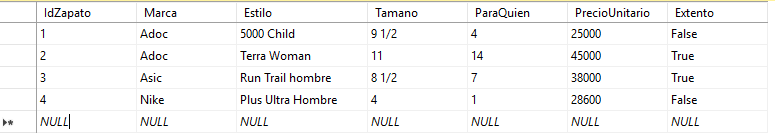 IdZapato Marca Estilo Tamano ParaQuien PrecioUnitario Extento
1 Adoc 5000 Child 9 1/2 4 25000 False
2 Adoc Terra Woman 11 14 45000 True
3 Asic Run Trail hombre 8 1/2 7 38000 True
4 Nike Plus Ultra Hombre 4 1 28600 False
NULL NULL NULL NULL NULL NULL NULL